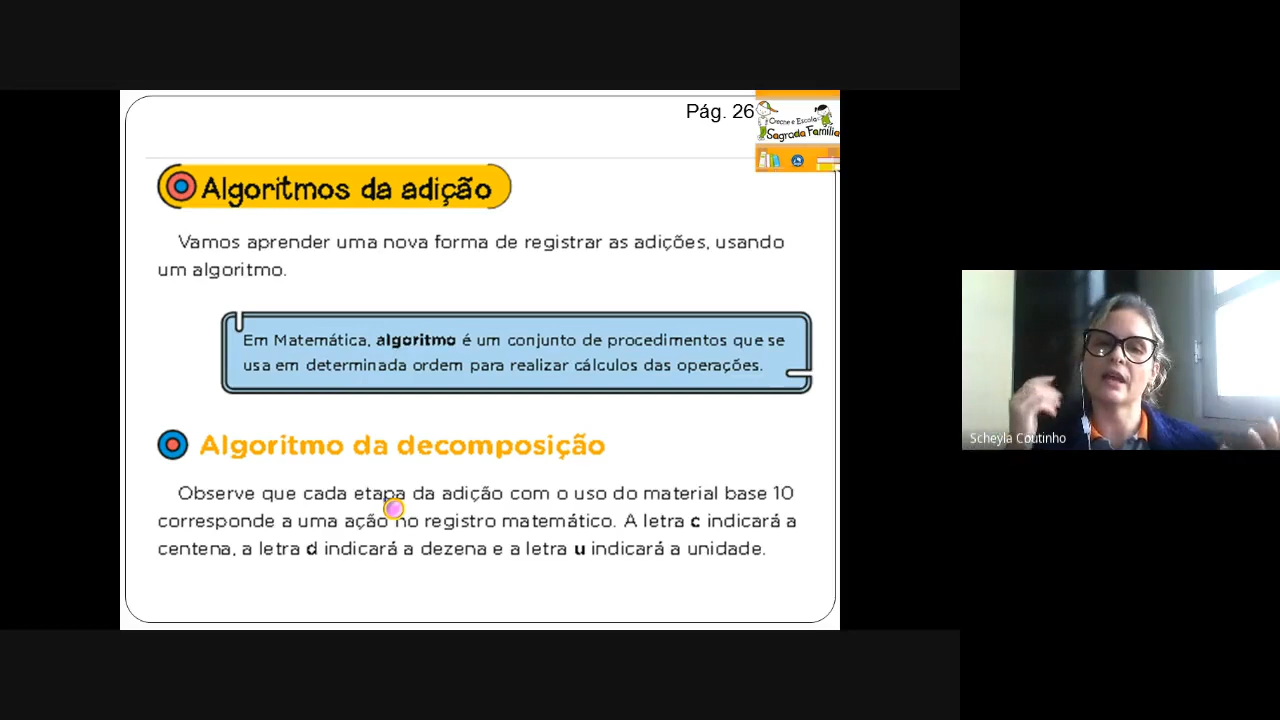 Pág. 26
Creche e Escola
Sagrada Família
Algoritmos da adição
Vamos aprender uma nova forma de registrar as adições, usando
um algoritmo.
Em Matemática, algoritmo é um conjunto de procedimentos que se
usa em determinada ordem para realizar cálculos das operações.
Algoritmo da decomposição
Observe que cada etapa da adição com o uso do material base 10
corresponde a uma ação no registro matemático. A letra c indicará a
centena, a letra d indicará a dezena e a letra u indicará a unidade.
Scheyla Coutinho